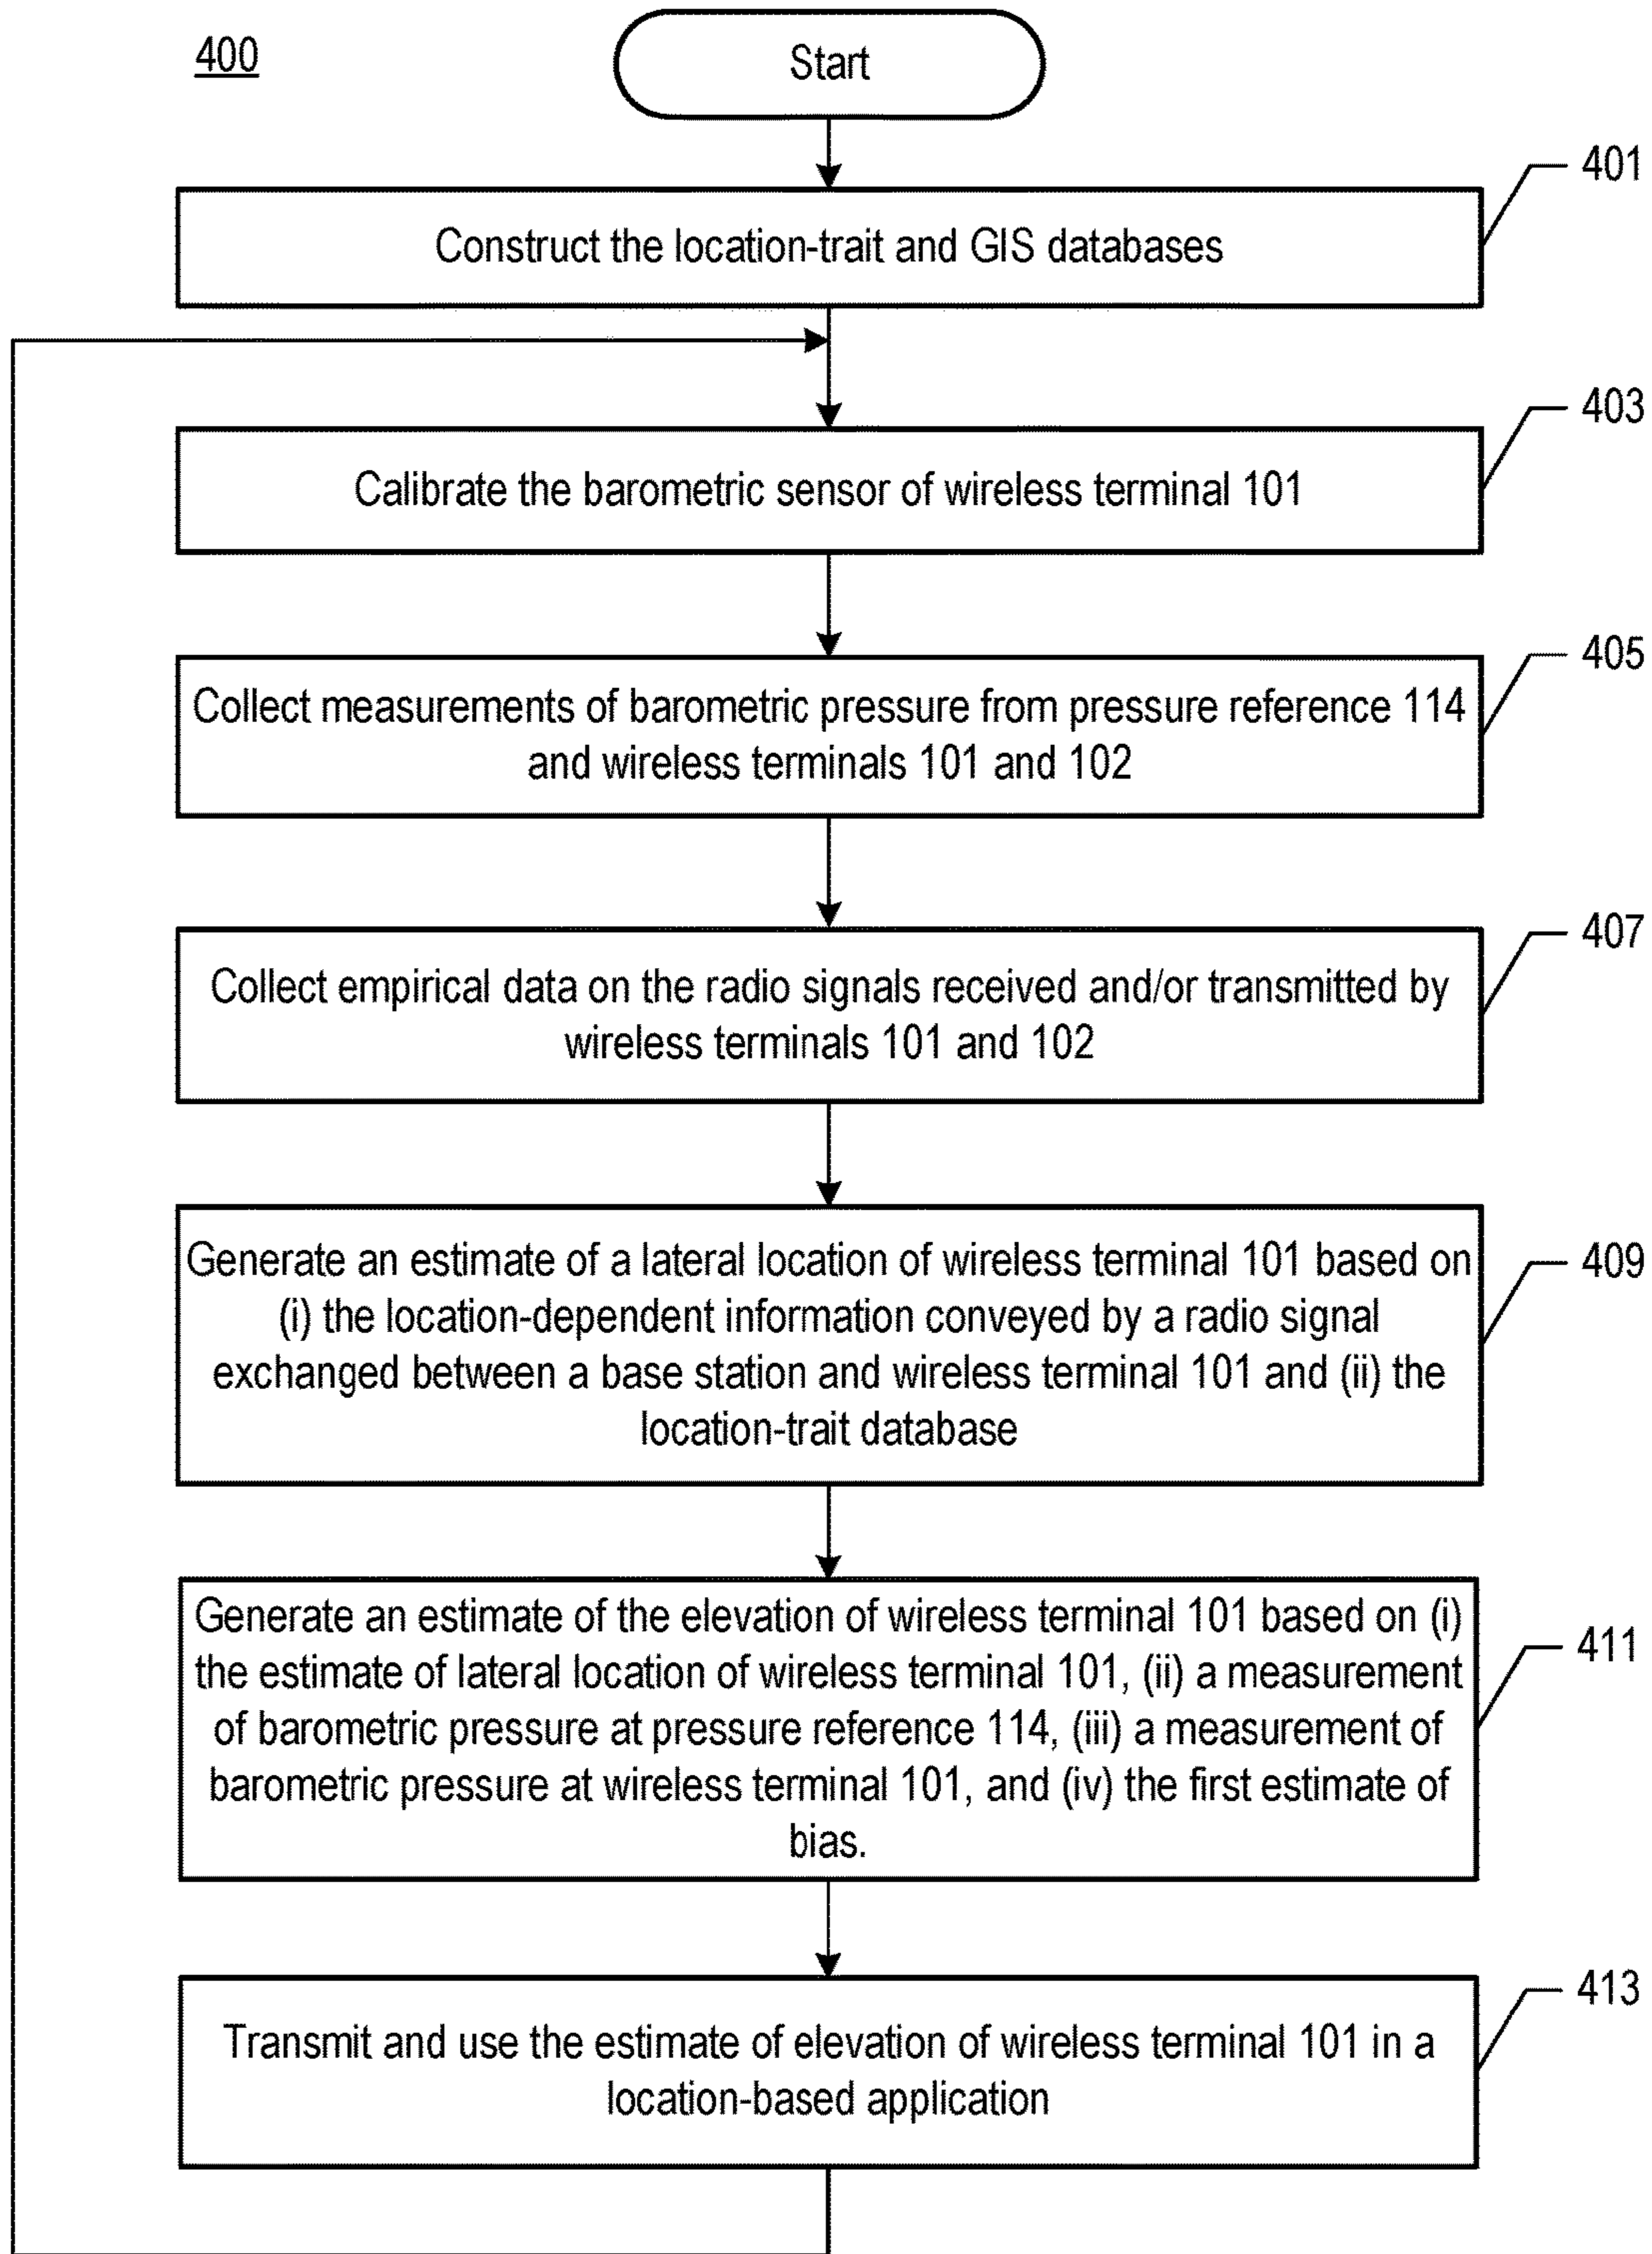 400
Start
401
Construct the location-trait and GIS databases
403
Calibrate the barometric sensor of wireless terminal 101
405
Collect measurements of barometric pressure from pressure reference 114
and wireless terminals 101 and 102
407
Collect empirical data on the radio signals received and/or transmitted by
wireless terminals 101 and 102
409
Generate an estimate of a lateral location of wireless terminal 101 based on
(i) the location-dependent information conveyed by a radio signal
exchanged between a base station and wireless terminal 101 and (ii) the
location-trait database
411
Generate an estimate of the elevation of wireless terminal 101 based on (i)
the estimate of lateral location of wireless terminal 101, (ii) a measurement
of barometric pressure at pressure reference 114, (iii) a measurement of
barometric pressure at wireless terminal 101, and (iv) the first estimate of
bias.
413
Transmit and use the estimate of elevation of wireless terminal 101 in a
location-based application